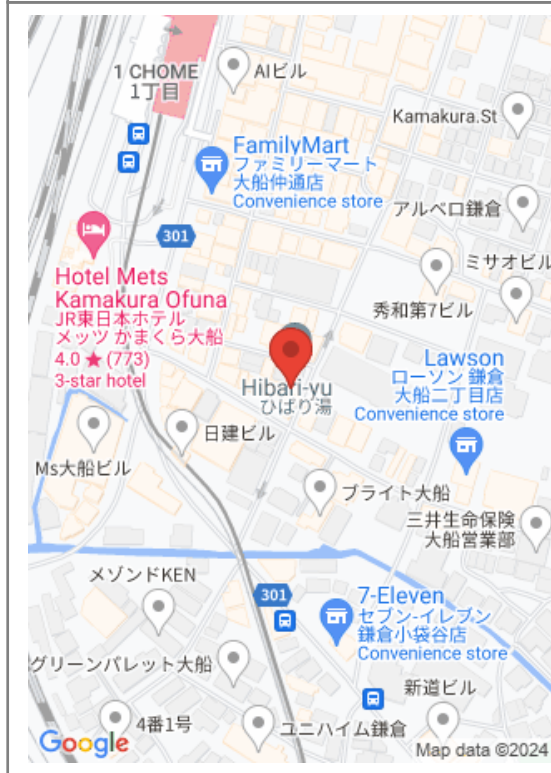 1 CHOME
1丁目
AIビル
Kamakura.St
FamilyMart
ファミリーマート
大船仲通店
Convenience store
アルベロ鎌倉
301
ミサオビル
Hotel Mets
Kamakura Ofuna
JR東日本ホテル
メッツ かまくら大船
4.0 ★ (773)
3-star hotel
秀和第7ビル
Hibari-yu
ひばり湯
Lawson
ローソン 鎌倉
大船二丁目店
Convenience store
日建ビル
Ms大船ビル
ブライト大船
三井生命保険
大船営業部
メゾンドKEN
301
7-Eleven
セブン-イレブン
鎌倉小袋谷店
Convenience store
グリーンパレット大船
新道ビル
4番1号
ユニハイム鎌倉
Google
Map data ©2024